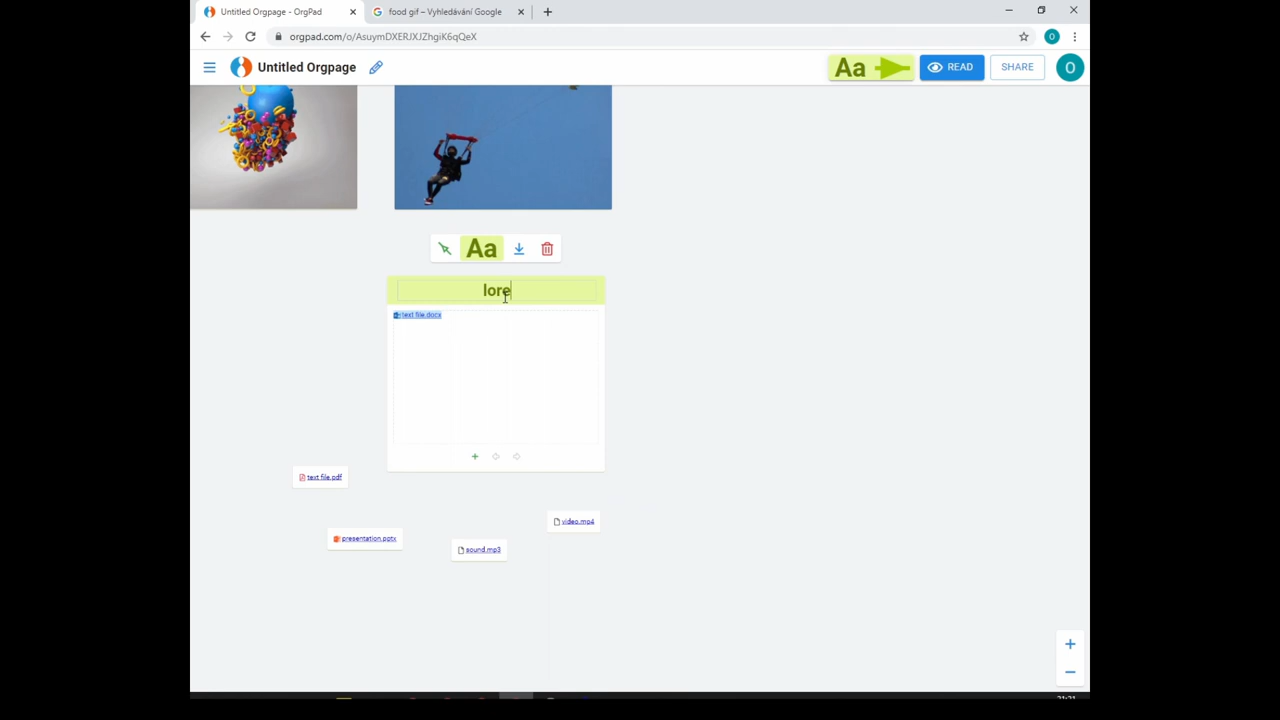 Untitled Orgpage - OrgPad
food gif – Vyhledávání Google
orgpad.com/o/AsuymDXERJXJZhgiK6qQeX
O
Untitled Orgpage
Aa
READ
SHARE
O
Aa
lore
text file.docx
text file.pdf
video.mp4
presentation.pptx
sound.mp3